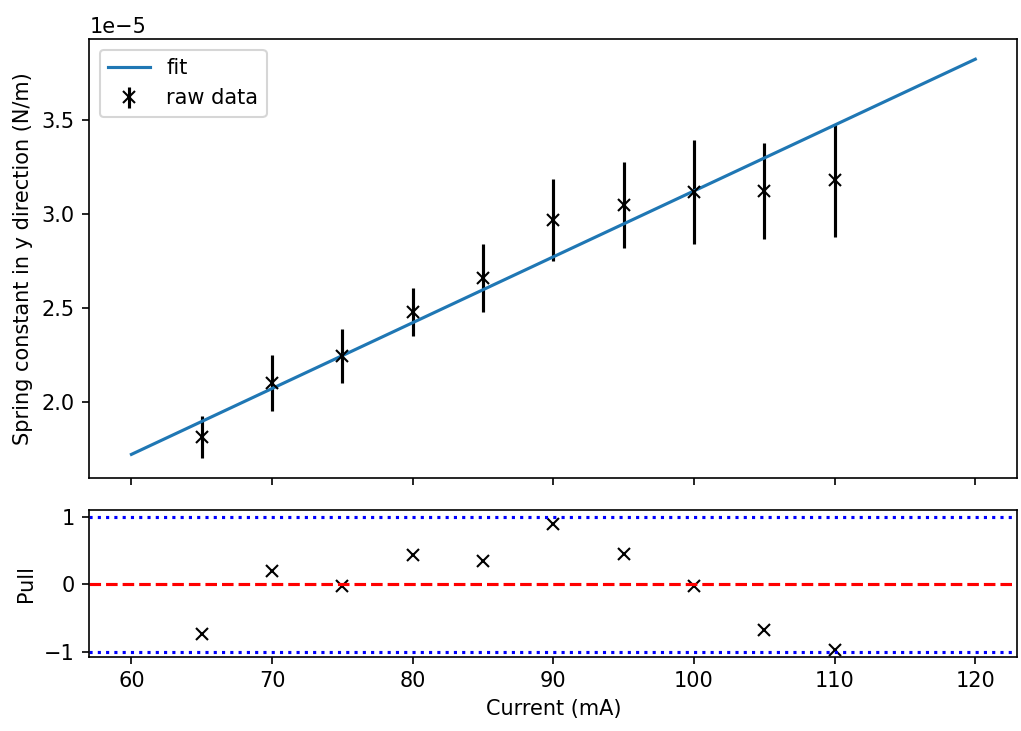 1e−5
Spring constant in y direction (N/m)
3.5
3.0
2.5
2.0
fit
raw data
Pull
1
0
−1
60 70 80 90 100 110 120
Current (mA)